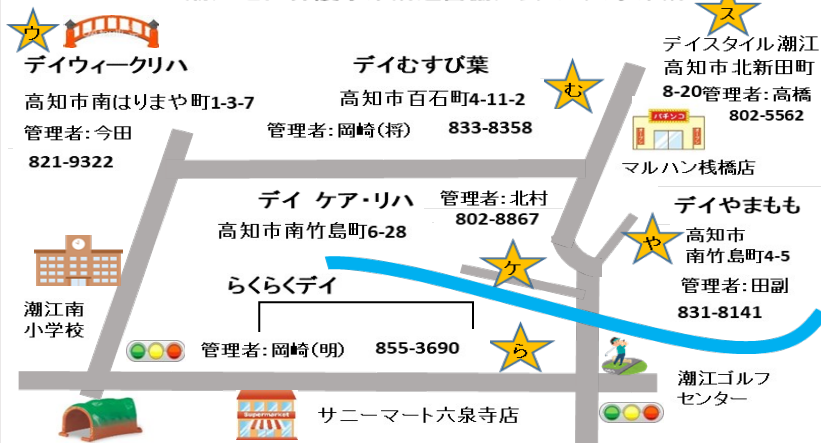 ウ
ス
デイウィークリハ
高知市南はりまや町1-3-7
管理者:今田
821-9322
デイむすび葉
高知市百石町4-11-2
管理者:岡﨑(将) 833-8358
む
デイスタイル潮江
高知市北新田町
8-20管理者:高橋
802-5562
パチンコ
マルハン桟橋店
デイ ケア・リハ
管理者:北村
802-8867
高知市南竹島町6-28
ケ
デイやまもも
や
高知市
南竹島町4-5
管理者:田副
831-8141
潮江南
小学校
らくらくデイ
管理者:岡﨑(明) 855-3690
ら
Supermarket
サニーマート六泉寺店
潮江ゴルフ
センター